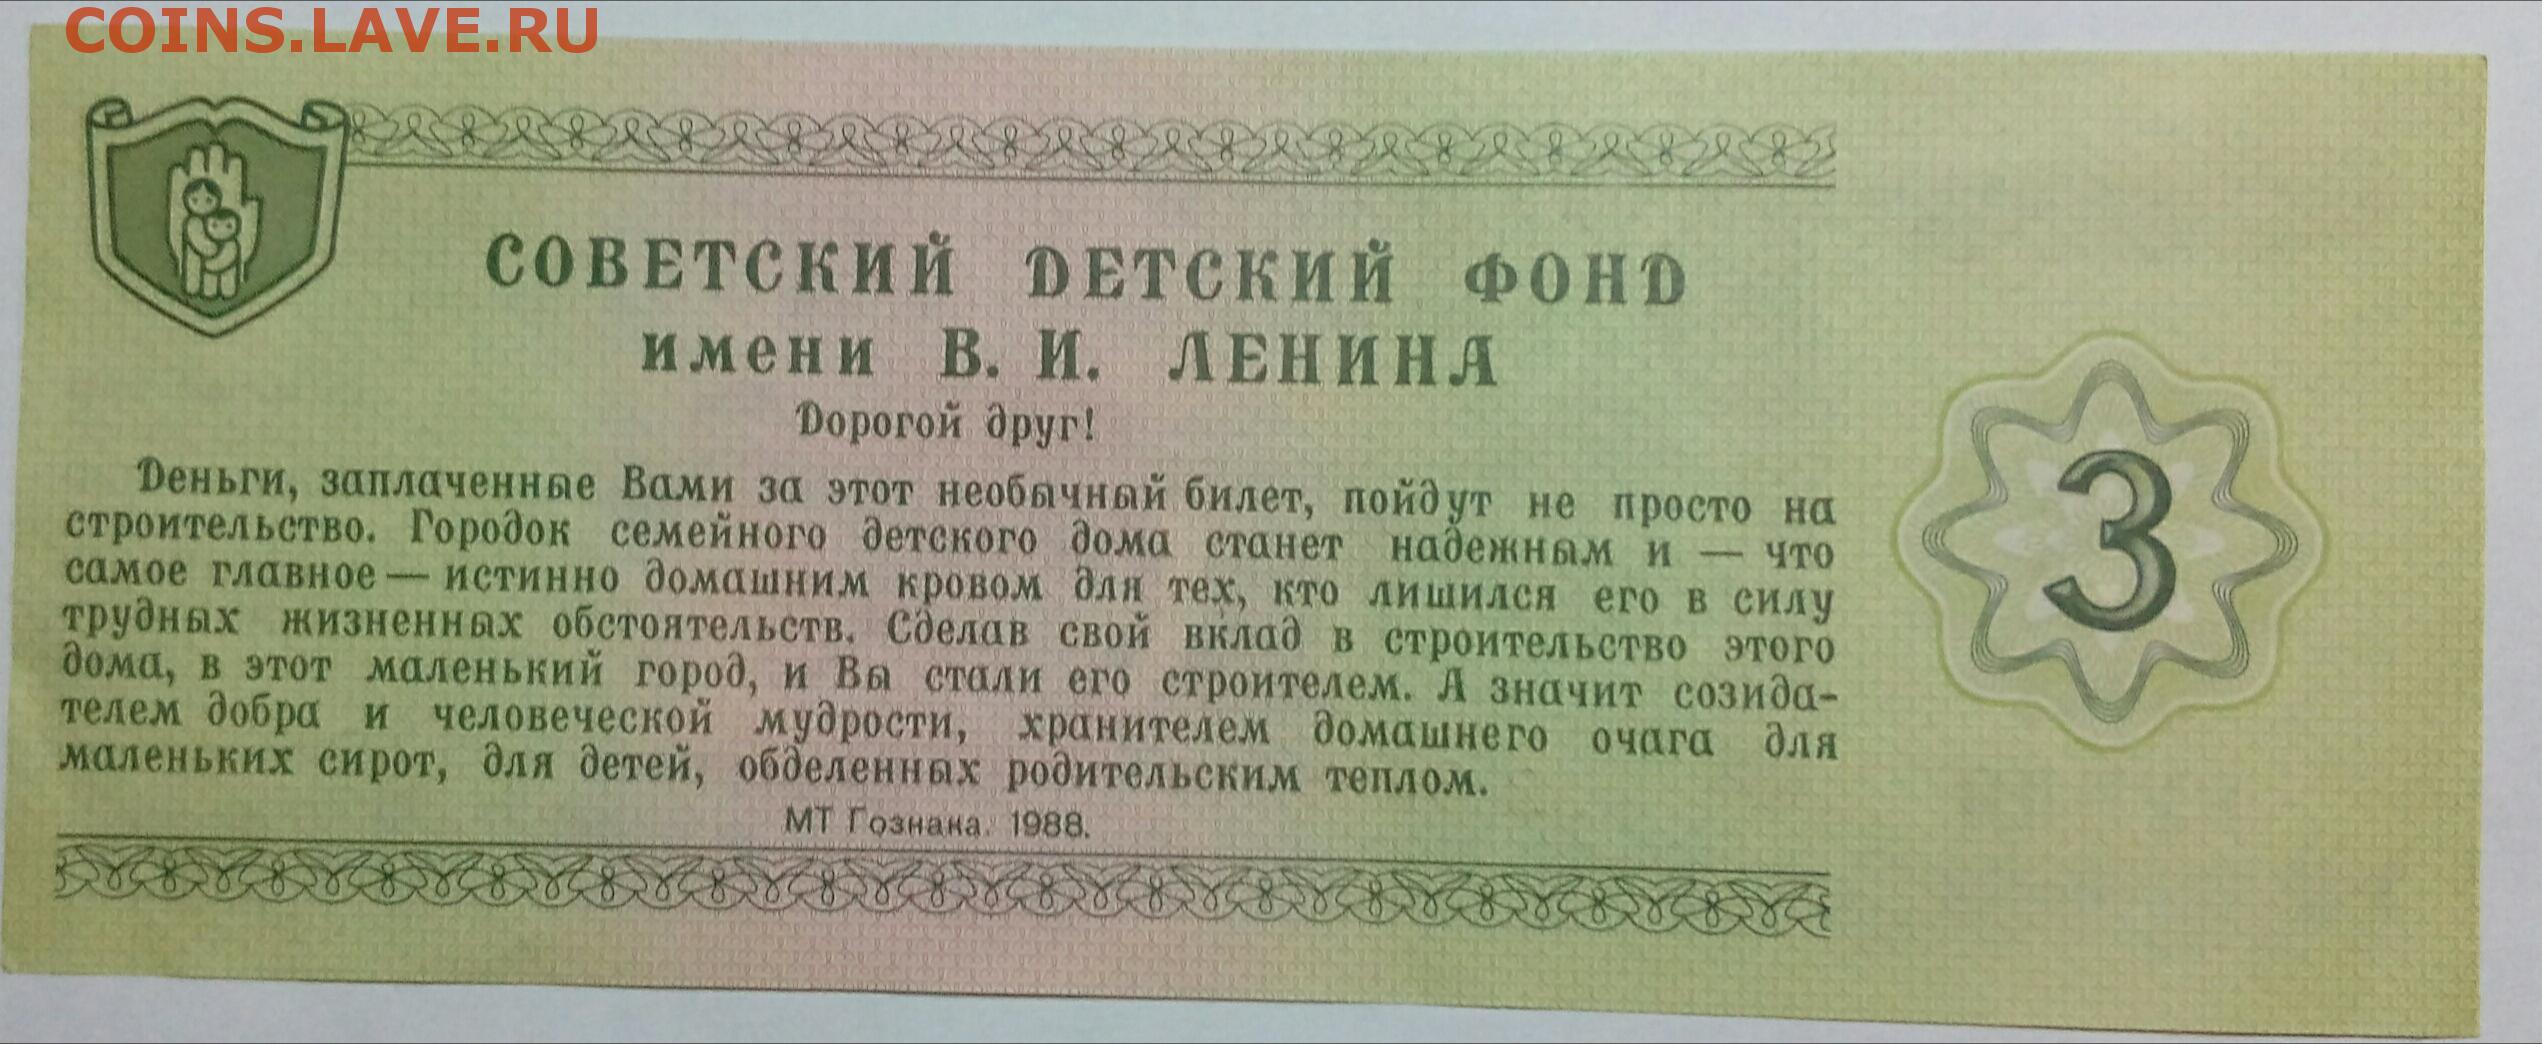 COINS.LAVE.RU
СОВЕТСКИЙ ДЕТСКИЙ ФОНД
имени В. И. ЛЕНИНА
Дорогой друг!
Деньги, заплаченные Вами за этот необычный билет, пойдут не просто на
строительство. Городок семейного детского дома станет надежным и — что
самое главное — истинно домашним кровом для тех, кто лишился его в силу
трудных жизненных обстоятельств. Сделав свой вклад в строительство этого
дома, в этот маленький город, и Вы стали его строителем. А значит созида-
телем добра и человеческой мудрости, хранителем домашнего очага для
маленьких сирот, для детей, обделенных родительским теплом.
МТ Гознака. 1988.
3